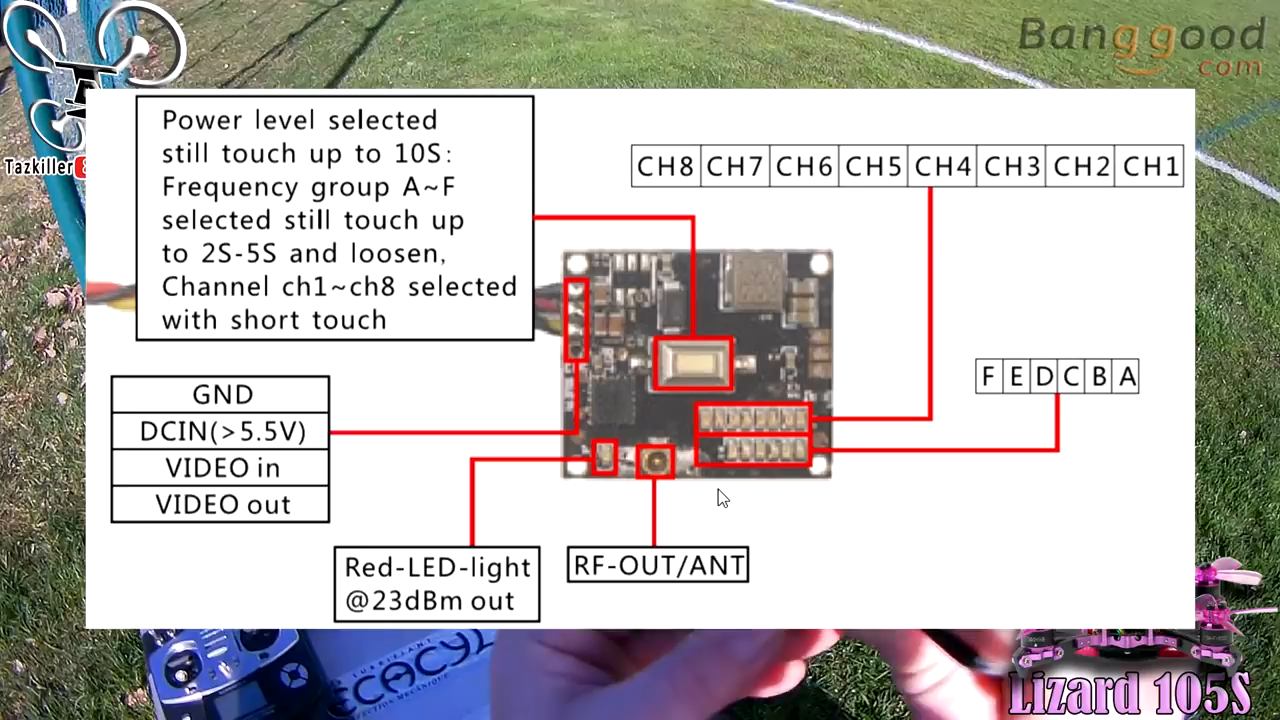 Banggood
.com
Tazkiller
Power level selected
still touch up to 10S:
Frequency group A~F
selected still touch up
to 2S-5S and loosen,
Channel ch1~ch8 selected
with short touch
CH8 CH7 CH6 CH5 CH4 CH3 CH2 CH1
F E D C B A
GND
DCIN(>5.5V)
VIDEO in
VIDEO out
Red-LED-light
@23dBm out
RF-OUT/ANT
Lizard 105S